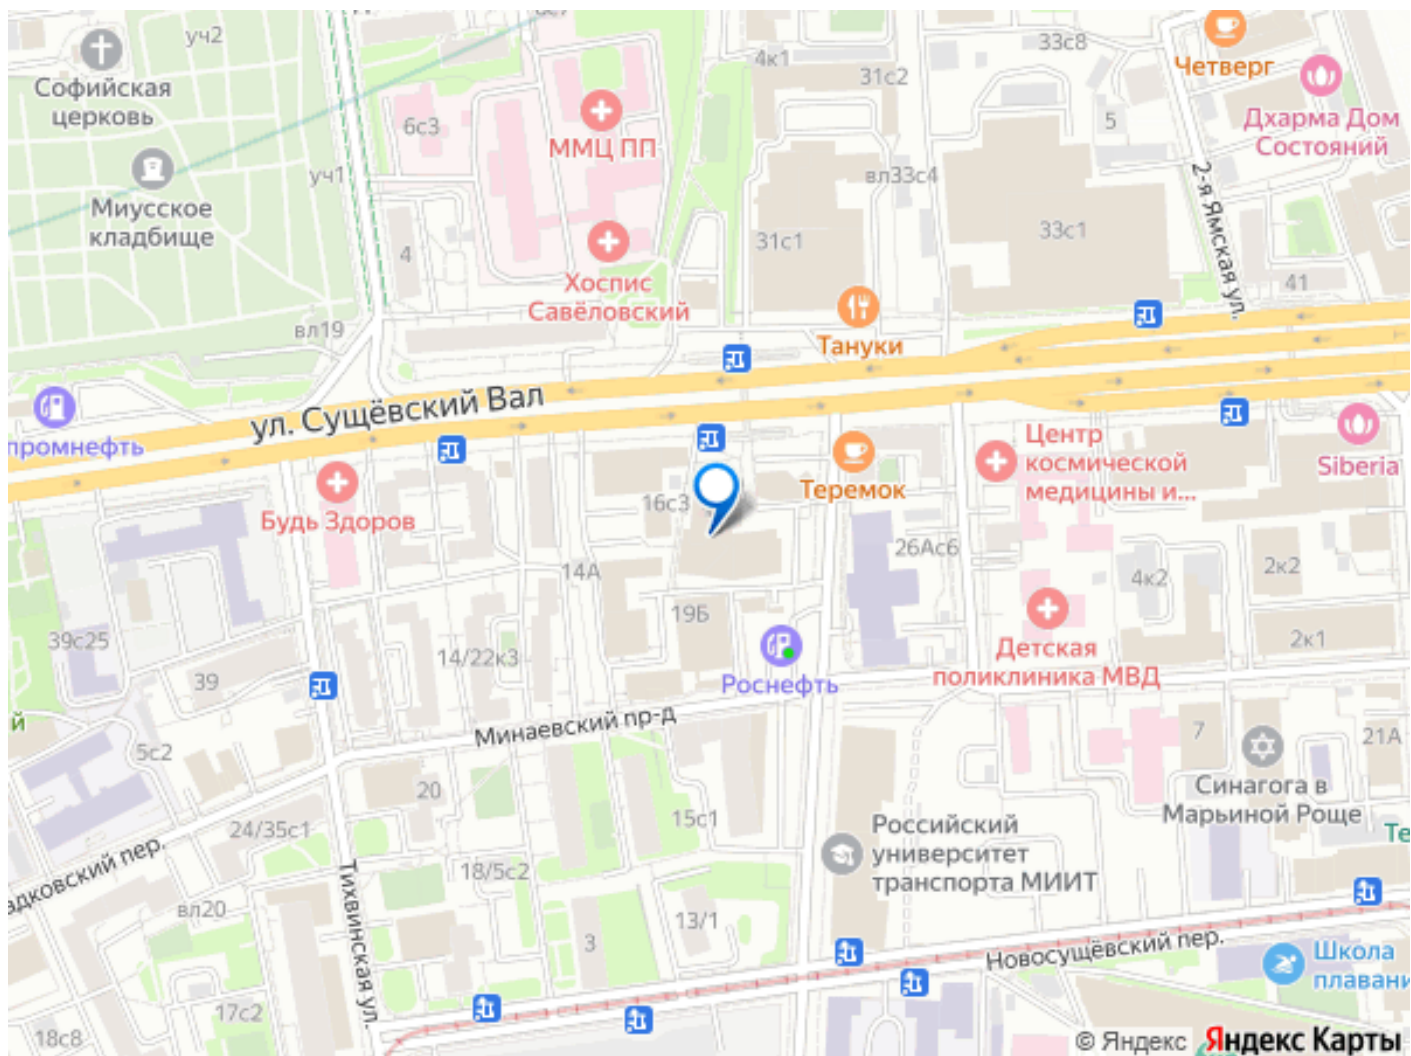 уч2
Софийская
церковь
6с3
ММЦ ПП
4к1
31с2
33с8
Четверг
Дхарма Дом
Состояний
5
Миусское
кладбище
уч1
4
вл33с4
2-я Ямская ул.
31с1
33с1
Хоспис
Савёловский
41
вл19
Тануки
ул. Сущёвский Вал
промнефть
Будь Здоров
16с3
Теремок
Центр
космической
медицины и...
Siberia
14А
26Ас6
4к2
2к2
19Б
39с25
14/22к3
Роснефть
Детская
поликлиника МВД
2к1
39
й
5с2
Минаевский пр-д
7
21А
Синагога в
Марьиной Роще
20
24/35с1
15с1
Российский
университет
транспорта МИИТ
Те
адковский пер.
Тихвинская ул.
18/5с2
вл20
13/1
3
Новосущёвский пер.
Школа
плавани
17с2
18с8
© Яндекс Яндекс Карты